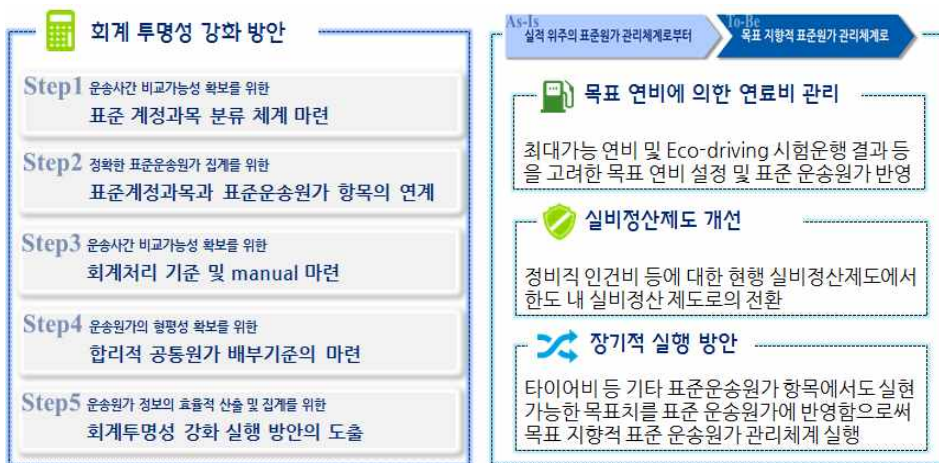 회계 투명성 강화 방안
Step1 운송사간 비교가능성 확보를 위한
표준 계정과목 분류 체계 마련
Step2 정확한 표준운송원가 집계를 위한
표준계정과목과 표준운송원가 항목의 연계
Step3 운송사간 비교가능성 확보를 위한
회계처리 기준 및 manual 마련
Step4 운송원가의 형평성 확보를 위한
합리적 공통원가 배부기준의 마련
Step5 운송원가 정보의 효율적 산출 및 집계를 위한
회계투명성 강화 실행 방안의 도출
As-Is
실적 위주의 표준원가 관리체계로부터
To-Be
목표 지향적 표준원가 관리체계로
목표 연비에 의한 연료비 관리
최대가능 연비 및 Eco-driving 시험운행 결과 등
을 고려한 목표 연비 설정 및 표준 운송원가 반영
실비정산제도 개선
정비직 인건비 등에 대한 현행 실비정산제도에서
한도 내 실비정산 제도로의 전환
장기적 실행 방안
타이어비 등 기타 표준운송원가 항목에서도 실현
가능한 목표치를 표준 운송원가에 반영함으로써
목표 지향적 표준 운송원가 관리체계 실행